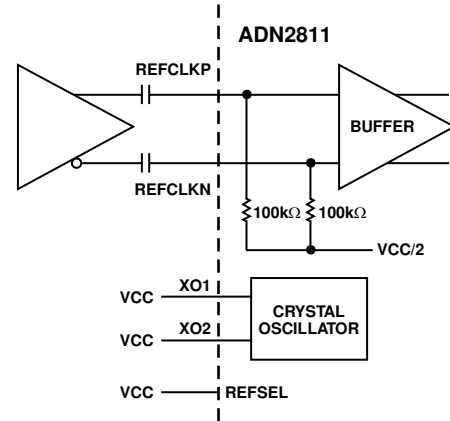 ADN2811
REFCLKP
BUFFER
REFCLKN
100kΩ 100kΩ
VCC/2
VCC XO1
CRYSTAL
OSCILLATOR
VCC XO2
VCC REFSEL